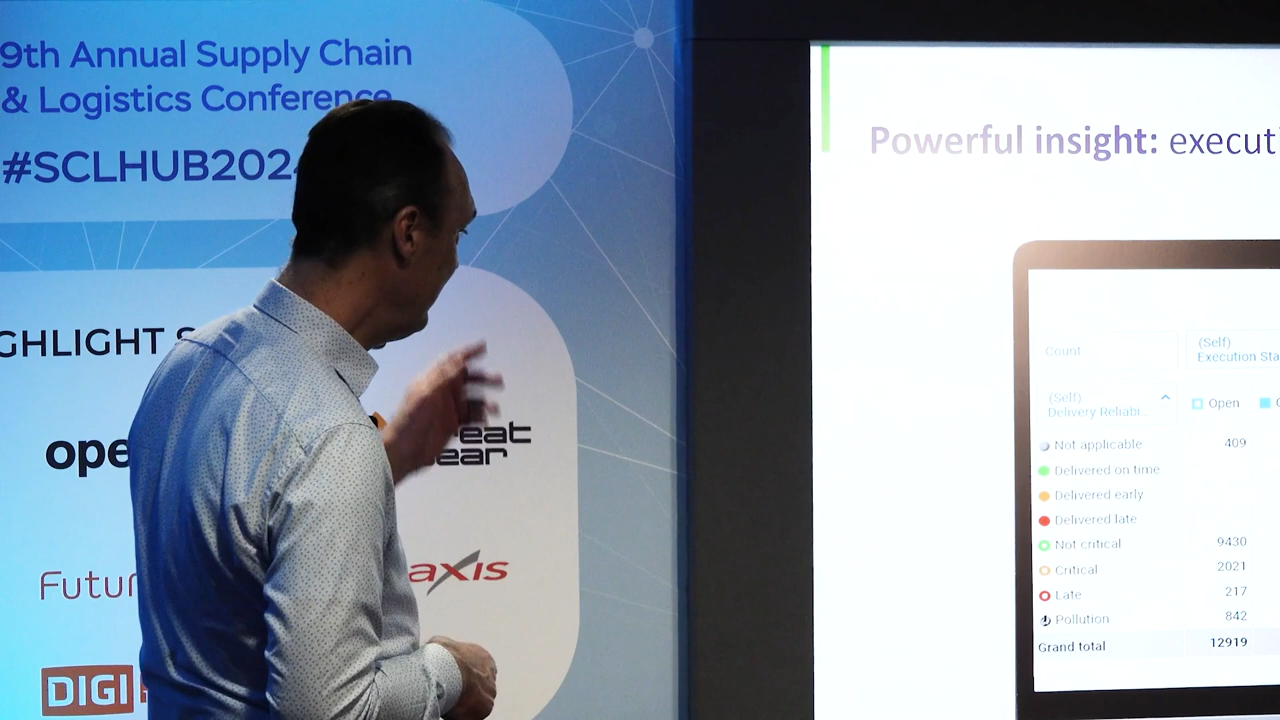 9th Annual Supply Chain
& Logistics Conference
#SCLHUB202
GHLIGHT S
ope
eat
ear
Futur
axis
DIGI
Powerful insight: execut
Count
(Self)
Execution Sta
(Self)
Delivery Reliabi...
Open
Not applicable 409
Delivered on time
Delivered early
Delivered late
Not critical 9430
Critical 2021
Late 217
Pollution 842
Grand total 12919